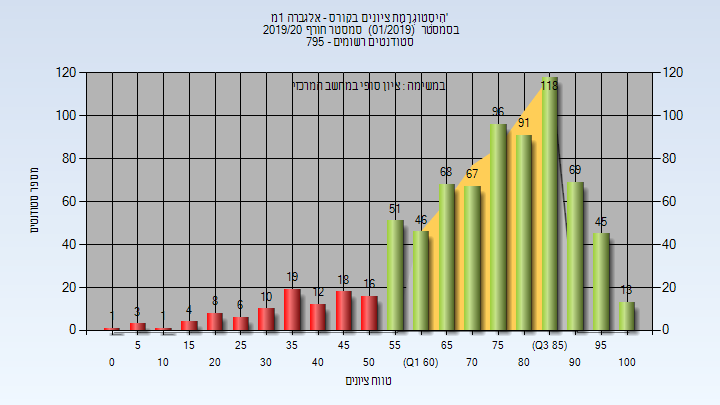 היסטוגרמת ציונים בקורס - אלגברה 1מ'
בסמסטר (01/2019) סמסטר חורף 2019/20
סטודנטים רשומים - 795
במשימה : ציון סופי במחשב המרכזי
מספר סטודנטים
120 100 80 60 40 20 0
120 100 80 60 40 20 0
1 3 1 4 8 6 10 19 12 18 16 51 46 68 67 96 91 118 69 45 13
5 15 25 35 45 55 65 75 (Q3 85) 95
0 10 20 30 40 50 (Q1 60) 70 80 90 100
טווח ציונים